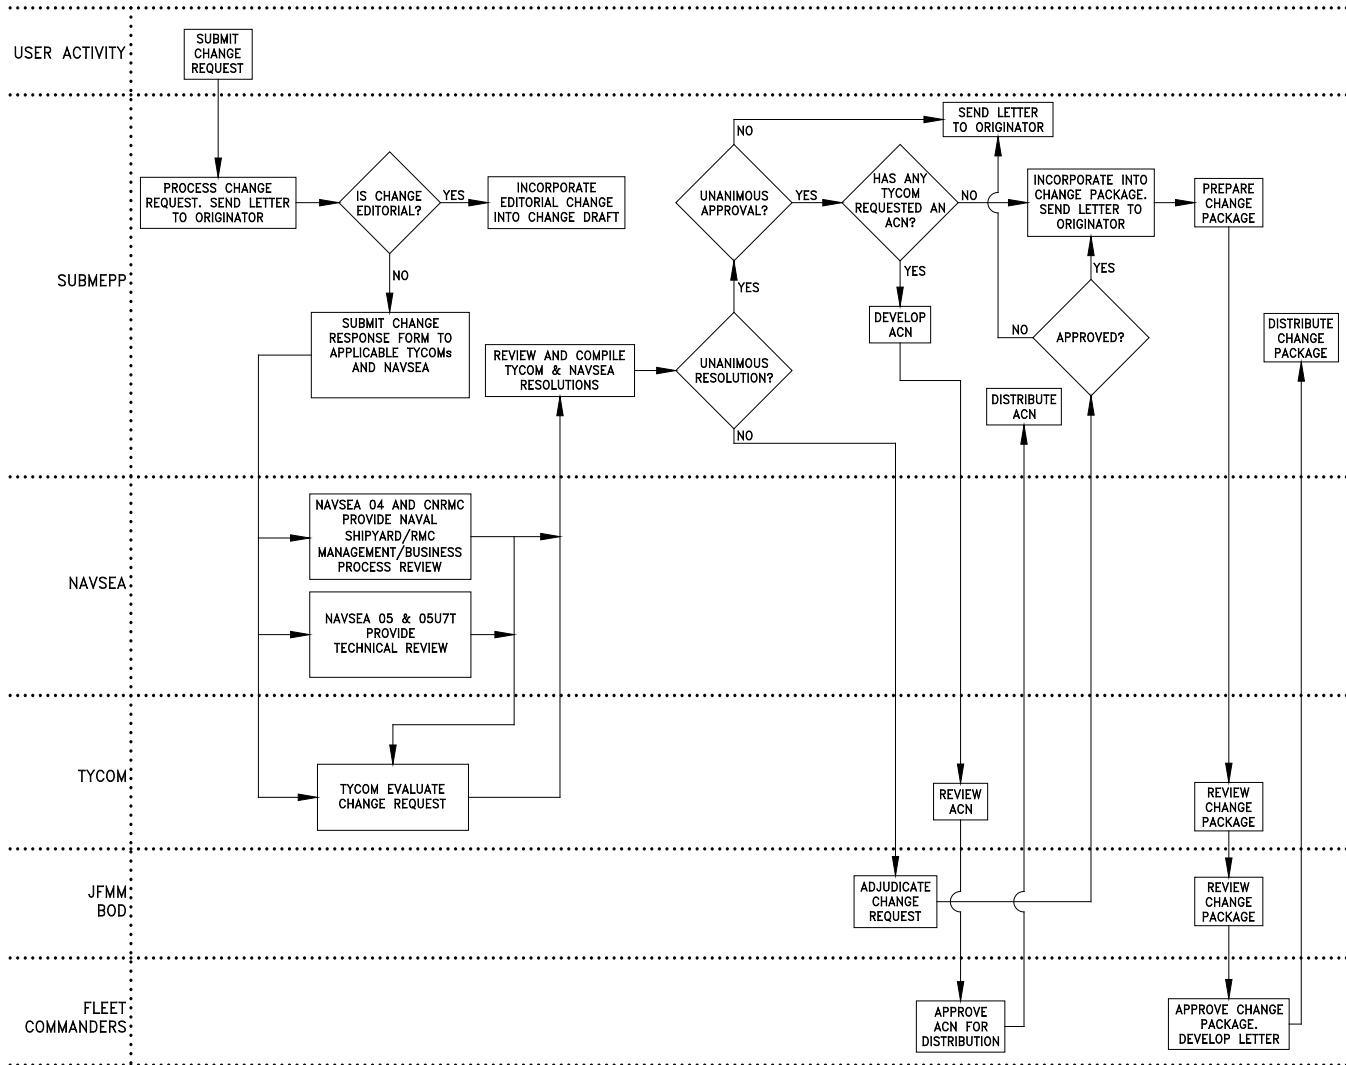 USER ACTIVITY
SUBMIT
CHANGE
REQUEST
SUBMEPP
PROCESS CHANGE
REQUEST. SEND LETTER
TO ORIGINATOR
IS CHANGE
EDITORIAL?
YES
INCORPORATE
EDITORIAL CHANGE
INTO CHANGE DRAFT
NO
SUBMIT CHANGE
RESPONSE FORM TO
APPLICABLE TYCOMs
AND NAVSEA
REVIEW AND COMPILE
TYCOM & NAVSEA
RESOLUTIONS
UNANIMOUS
RESOLUTION?
YES
NO
UNANIMOUS
APPROVAL?
NO
YES
SEND LETTER
TO ORIGINATOR
HAS ANY
TYCOM
REQUESTED AN
ACN?
NO
YES
DEVELOP
ACN
INCORPORATE INTO
CHANGE PACKAGE.
SEND LETTER TO
ORIGINATOR
YES
NO
APPROVED?
PREPARE
CHANGE
PACKAGE
DISTRIBUTE
CHANGE
PACKAGE
DISTRIBUTE
ACN
NAVSEA
NAVSEA 04 AND CNRMC
PROVIDE NAVAL
SHIPYARD/RMC
MANAGEMENT/BUSINESS
PROCESS REVIEW
NAVSEA 05 & 05U7T
PROVIDE
TECHNICAL REVIEW
TYCOM
TYCOM EVALUATE
CHANGE REQUEST
REVIEW
ACN
REVIEW
CHANGE
PACKAGE
JFMM
BOD
ADJUDICATE
CHANGE
REQUEST
REVIEW
CHANGE
PACKAGE
FLEET
COMMANDERS
APPROVE
ACN FOR
DISTRIBUTION
APPROVE CHANGE
PACKAGE.
DEVELOP LETTER